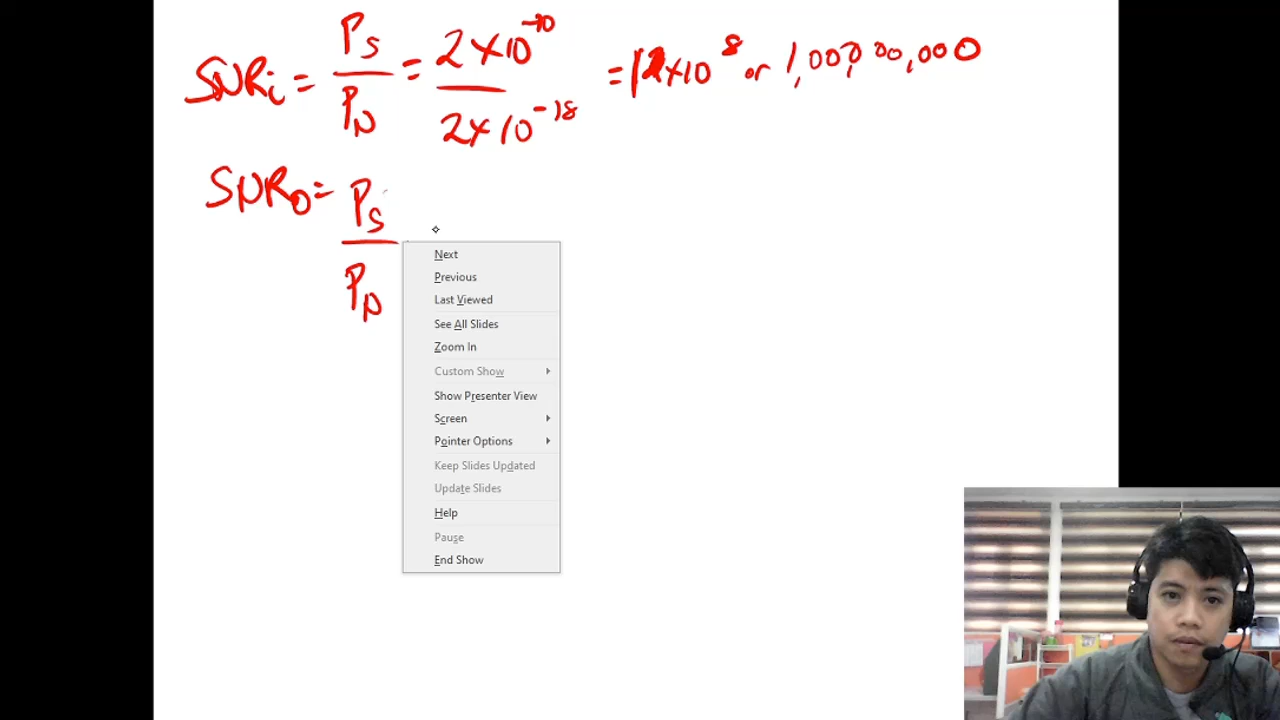 SNRi = Ps / PN = 2×10^-10 / 2×10^-18 = 1×10^8 or 1,000,000,000
SNRo = Ps / PN
Next
Previous
Last Viewed
See All Slides
Zoom In
Custom Show
Show Presenter View
Screen
Pointer Options
Keep Slides Updated
Update Slides
Help
Pause
End Show